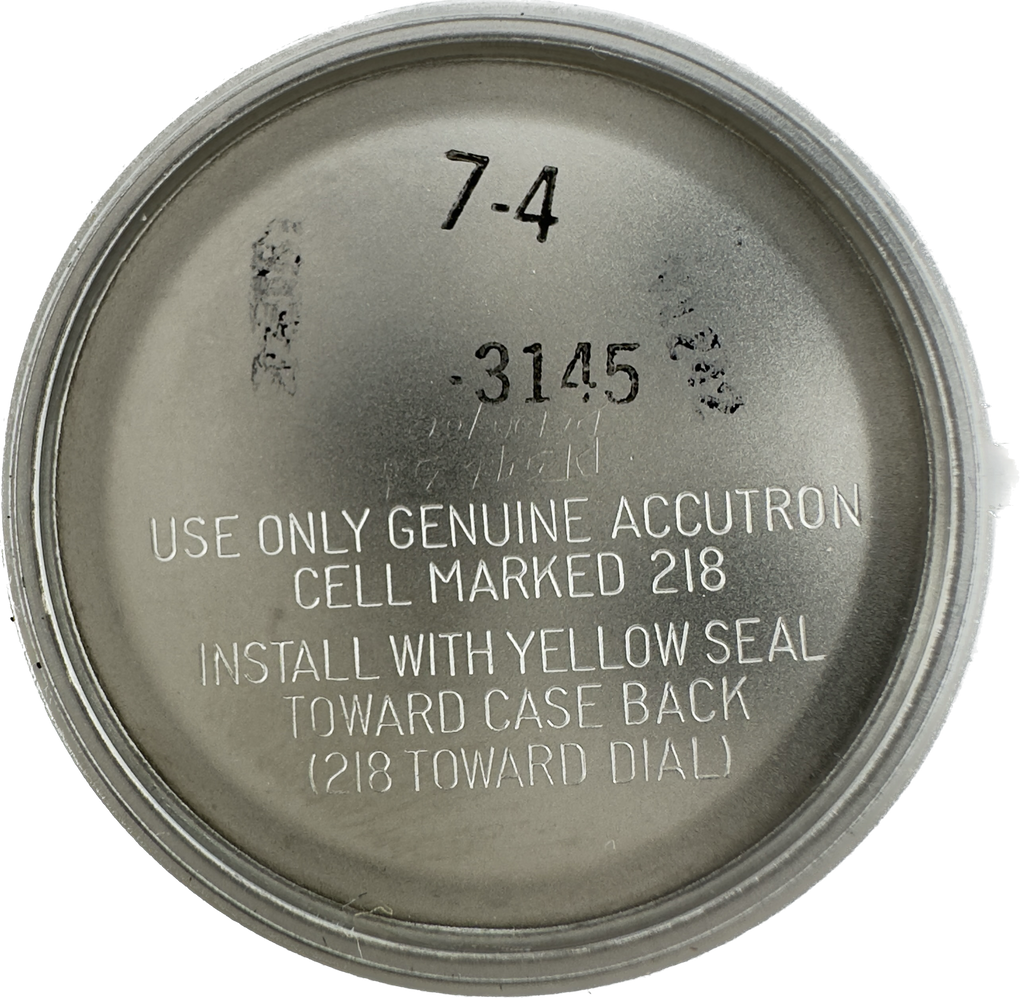 7-4
-3145
USE ONLY GENUINE ACCUTRON
CELL MARKED 218
INSTALL WITH YELLOW SEAL
TOWARD CASE BACK
(218 TOWARD DIAL)